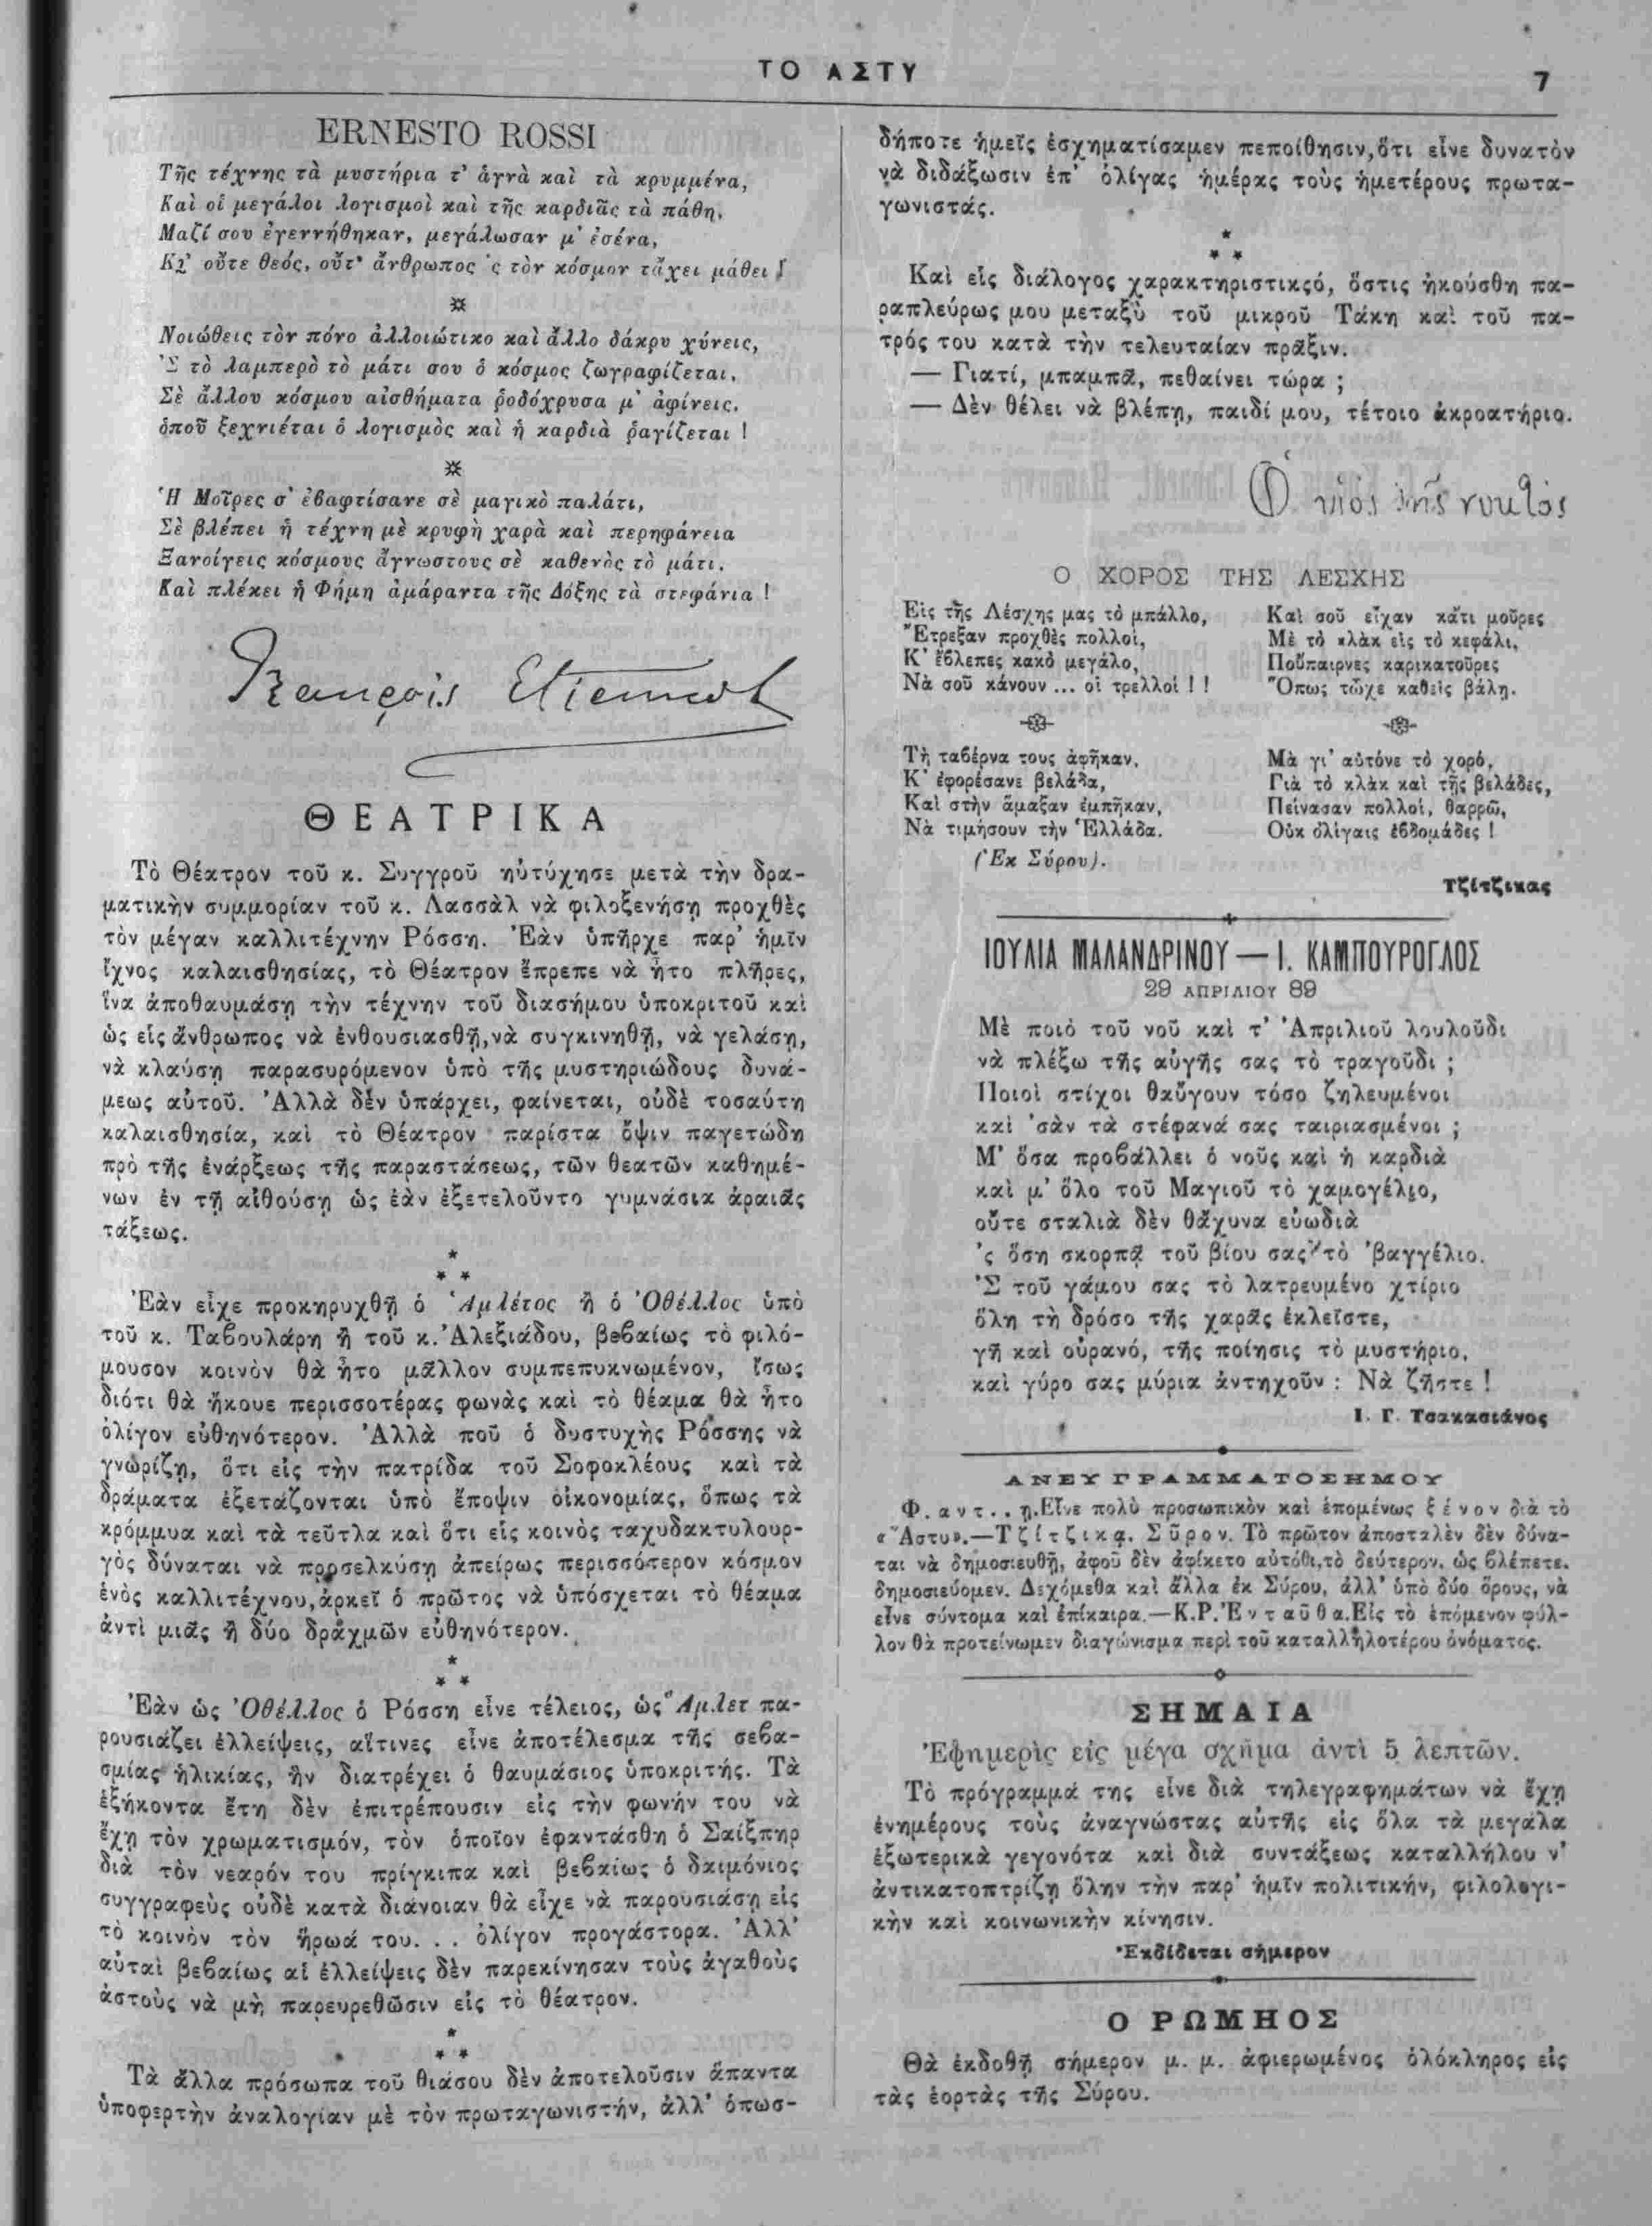 ΤΟ ΑΣΤΥ
7
ERNESTO ROSSI
Τῆς τέχνης τὰ μυστήρια τ' ἁγνὰ καὶ τὰ κρυμμένα,
Καὶ οἱ μεγάλοι λογισμοὶ καὶ τῆς καρδιᾶς τὰ πάθη,
Μαζί σου ἐγεννήθηκαν, μεγάλωσαν μ' ἐσένα,
Κι' οὔτε θεός, οὔτ' ἄνθρωπος 'ς τὸν κόσμον τἄχει μάθει !
Νοιώθεις τὸν πόνο ἀλλοιώτικο καὶ ἄλλο δάκρυ χύνεις,
'Σ τὸ λαμπερὸ τὸ μάτι σου ὁ κόσμος ζωγραφίζεται,
Σὲ ἄλλου κόσμου αἰσθήματα ῥοδόχρυσα μ' ἀφίνεις,
ὁποῦ ξεχνιέται ὁ λογισμὸς καὶ ἡ καρδιὰ ῥαγίζεται !
Ἡ Μοῖρες σ' ἐβαφτίσανε σὲ μαγικὸ παλάτι,
Σὲ βλέπει ἡ τέχνη μὲ κρυφὴ χαρὰ καὶ περηφάνεια
Ξανοίγεις κόσμους ἄγνωστους σὲ καθενὸς τὸ μάτι,
Καὶ πλέκει ἡ Φήμη ἀμάραντα τῆς Δόξης τὰ στεφάνια !
François
ΘΕΑΤΡΙΚΑ
Τὸ Θέατρον τοῦ κ. Συγγροῦ ηὐτύχησε μετὰ τὴν δρα-
ματικὴν συμμορίαν τοῦ κ. Λασσὰλ νὰ φιλοξενήσῃ προχθὲς
τὸν μέγαν καλλιτέχνην Ρόσση. Ἐὰν ὑπῆρχε παρ' ἡμῖν
ἴχνος καλαισθησίας, τὸ Θέατρον ἔπρεπε νὰ ἦτο πλῆρες,
ἵνα ἀποθαυμάσῃ τὴν τέχνην τοῦ διασήμου ὑποκριτοῦ καὶ
ὡς εἷς ἄνθρωπος νὰ ἐνθουσιασθῇ,νὰ συγκινηθῇ, νὰ γελάσῃ,
νὰ κλαύσῃ παρασυρόμενον ὑπὸ τῆς μυστηριώδους δυνά-
μεως αὐτοῦ. Ἀλλὰ δὲν ὑπάρχει, φαίνεται, οὐδὲ τοσαύτη
καλαισθησία, καὶ τὸ Θέατρον παρίστα ὄψιν παγετώδη
πρὸ τῆς ἐνάρξεως τῆς παραστάσεως, τῶν θεατῶν καθημέ-
νων ἐν τῇ αἰθούσῃ ὡς ἐὰν ἐξετελοῦντο γυμνάσια ἀραιᾶς
τάξεως.
* * *
Ἐὰν εἶχε προκηρυχθῇ ὁ Ἁμλέτος ἢ ὁ Ὀθέλλος ὑπὸ
τοῦ κ. Ταβουλάρη ἢ τοῦ κ.Ἀλεξιάδου, βεβαίως τὸ φιλό-
μουσον κοινὸν θὰ ἦτο μᾶλλον συμπεπυκνωμένον, ἴσως
διότι θὰ ἤκουε περισσοτέρας φωνὰς καὶ τὸ θέαμα θὰ ἦτο
ὀλίγον εὐθηνότερον. Ἀλλὰ ποῦ ὁ δυστυχὴς Ρόσσης νὰ
γνωρίζῃ, ὅτι εἰς τὴν πατρίδα τοῦ Σοφοκλέους καὶ τὰ
δράματα ἐξετάζονται ὑπὸ ἔποψιν οἰκονομίας, ὅπως τὰ
κρόμμυα καὶ τὰ τεῦτλα καὶ ὅτι εἷς κοινὸς ταχυδακτυλουρ-
γὸς δύναται νὰ προσελκύσῃ ἀπείρως περισσότερον κόσμον
ἑνὸς καλλιτέχνου,ἀρκεῖ ὁ πρῶτος νὰ ὑπόσχεται τὸ θέαμα
ἀντὶ μιᾶς ἢ δύο δραχμῶν εὐθηνότερον.
* * *
Ἐὰν ὡς Ὀθέλλος ὁ Ρόσση εἶνε τέλειος, ὡς Ἅμλετ πα-
ρουσιάζει ἐλλείψεις, αἵτινες εἶνε ἀποτέλεσμα τῆς σεβα-
σμίας ἡλικίας, ἣν διατρέχει ὁ θαυμάσιος ὑποκριτής. Τὰ
ἑξήκοντα ἔτη δὲν ἐπιτρέπουσιν εἰς τὴν φωνήν του νὰ
ἔχῃ τὸν χρωματισμόν, τὸν ὁποῖον ἐφαντάσθη ὁ Σαίξπηρ
διὰ τὸν νεαρόν του πρίγκιπα καὶ βεβαίως ὁ δαιμόνιος
συγγραφεὺς οὐδὲ κατὰ διάνοιαν θὰ εἶχε νὰ παρουσιάσῃ εἰς
τὸ κοινὸν τὸν ἥρωά του. . . ὀλίγον προγάστορα. Ἀλλ'
αὗται βεβαίως αἱ ἐλλείψεις δὲν παρεκίνησαν τοὺς ἀγαθοὺς
ἀστοὺς νὰ μὴ παρευρεθῶσιν εἰς τὸ θέατρον.
* * *
Τὰ ἄλλα πρόσωπα τοῦ θιάσου δὲν ἀποτελοῦσιν ἅπαντα
ὑποφερτὴν ἀναλογίαν μὲ τὸν πρωταγωνιστήν, ἀλλ' ὁπωσ-
δήποτε ἡμεῖς ἐσχηματίσαμεν πεποίθησιν,ὅτι εἶνε δυνατὸν
νὰ διδάξωσιν ἐπ' ὀλίγας ἡμέρας τοὺς ἡμετέρους πρωτα-
γωνιστάς.
* * *
Καὶ εἷς διάλογος χαρακτηριστικςό, ὅστις ἠκούσθη πα-
ραπλεύρως μου μεταξὺ τοῦ μικροῦ Τάκη καὶ τοῦ πα-
τρός του κατὰ τὴν τελευταίαν πρᾶξιν.
— Γιατί, μπαμπᾶ, πεθαίνει τώρα ;
— Δὲν θέλει νὰ βλέπῃ, παιδί μου, τέτοιο ἀκροατήριο.
Ὁ υἱός τῆς νυκτός
Ο ΧΟΡΟΣ ΤΗΣ ΛΕΣΧΗΣ
Εἰς τῆς Λέσχης μας τὸ μπάλλο,
Ἔτρεξαν προχθὲς πολλοί,
Κ' ἔβλεπες κακὸ μεγάλο,
Νὰ σοῦ κάνουν ... οἱ τρελλοί ! !
Τὴ ταβέρνα τους ἀφῆκαν,
Κ' ἐφορέσανε βελάδα,
Καὶ στὴν ἅμαξαν ἐμπῆκαν,
Νὰ τιμήσουν τὴν Ἑλλάδα.
(Ἐκ Σύρου).
Καὶ σοῦ εἶχαν κἄτι μοῦρες
Μὲ τὸ κλὰκ εἰς τὸ κεφάλι,
Ποὔπαιρνες καρικατοῦρες
Ὅπως τὤχε καθεὶς βάλῃ.
Μὰ γι' αὐτόνε τὸ χορό,
Γιὰ τὸ κλὰκ καὶ τῆς βελάδες,
Πείνασαν πολλοί, θαρρῶ,
Οὐκ ὀλίγαις ἑβδομάδες !
Τζίτζικας
ΙΟΥΛΙΑ ΜΑΛΑΝΔΡΙΝΟΥ — Ι. ΚΑΜΠΟΥΡΟΓΛΟΣ
29 ΑΠΡΙΛΙΟΥ 89
Μὲ ποιὸ τοῦ νοῦ καὶ τ' Ἀπριλιοῦ λουλοῦδι
νὰ πλέξω τῆς αὐγῆς σας τὸ τραγοῦδι ;
Ποιοὶ στίχοι θαὔγουν τόσο ζηλευμένοι
καὶ 'σὰν τὰ στέφανά σας ταιριασμένοι ;
Μ' ὅσα προβάλλει ὁ νοῦς καὶ ἡ καρδιὰ
καὶ μ' ὅλο τοῦ Μαγιοῦ τὸ χαμογέλιο,
οὔτε σταλιὰ δὲν θἄχυνα εὐωδιὰ
'ς ὅση σκορπᾷ τοῦ βίου σας τὸ 'βαγγέλιο.
'Σ τοῦ γάμου σας τὸ λατρευμένο χτίριο
ὅλη τὴ δρόσο τῆς χαρᾶς ἐκλεῖστε,
γῆ καὶ οὐρανό, τῆς ποίησις τὸ μυστήριο,
καὶ γύρο σας μύρια ἀντηχοῦν : Νὰ ζῆστε !
Ι. Γ. Τσακασιάνος
ΑΝΕΥ ΓΡΑΜΜΑΤΟΣΗΜΟΥ
Φ. αντ..η.Εἶνε πολὺ προσωπικὸν καὶ ἑπομένως ξένον διὰ τὸ
«Ἄστυ».—Τζίτζικᾳ. Σῦρον. Τὸ πρῶτον ἀποσταλὲν δὲν δύνα-
ται νὰ δημοσιευθῇ, ἀφοῦ δὲν ἀφίκετο αὐτόθι,τὸ δεύτερον, ὡς βλέπετε,
δημοσιεύομεν. Δεχόμεθα καὶ ἄλλα ἐκ Σύρου, ἀλλ' ὑπὸ δύο ὅρους, νὰ
εἶνε σύντομα καὶ ἐπίκαιρα.—Κ.Ρ.Ἐνταῦθα.Εἰς τὸ ἑπόμενον φύλ-
λον θὰ προτείνωμεν διαγώνισμα περὶ τοῦ καταλληλοτέρου ὀνόματος.
ΣΗΜΑΙΑ
Ἐφημερὶς εἰς μέγα σχῆμα ἀντὶ 5 λεπτῶν.
Τὸ πρόγραμμά της εἶνε διὰ τηλεγραφημάτων νὰ ἔχῃ
ἐνημέρους τοὺς ἀναγνώστας αὐτῆς εἰς ὅλα τὰ μεγάλα
ἐξωτερικὰ γεγονότα καὶ διὰ συντάξεως καταλλήλου ν'
ἀντικατοπτρίζῃ ὅλην τὴν παρ' ἡμῖν πολιτικήν, φιλολογι-
κὴν καὶ κοινωνικὴν κίνησιν.
Ἐκδίδεται σήμερον
Ο ΡΩΜΗΟΣ
Θὰ ἐκδοθῇ σήμερον μ. μ. ἀφιερωμένος ὁλόκληρος εἰς
τὰς ἑορτὰς τῆς Σύρου.